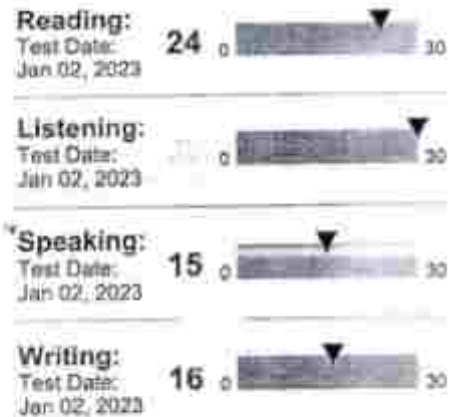 Reading:
Test Date: 24 0 30
Jan 02, 2023
Listening:
Test Date: 0 30
Jan 02, 2023
Speaking:
Test Date: 15 0 30
Jan 02, 2023
Writing:
Test Date: 16 0 30
Jan 02, 2023